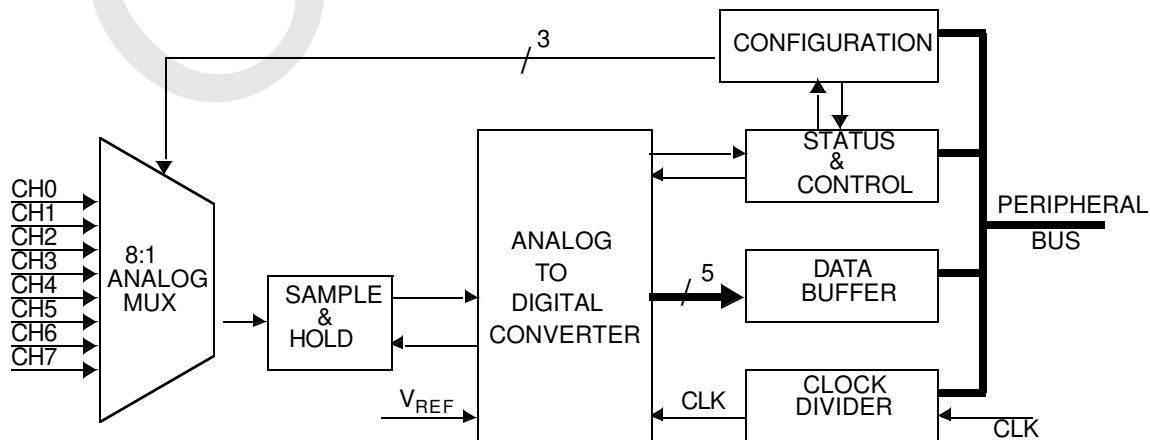 3
CONFIGURATION
STATUS
&
CONTROL
CH0
CH1
CH2
CH3
CH4
CH5
CH6
CH7
8:1
ANALOG
MUX
SAMPLE
&
HOLD
ANALOG
TO
DIGITAL
CONVERTER
5
DATA
BUFFER
PERIPHERAL
BUS
VREF
CLK
CLOCK
DIVIDER
CLK